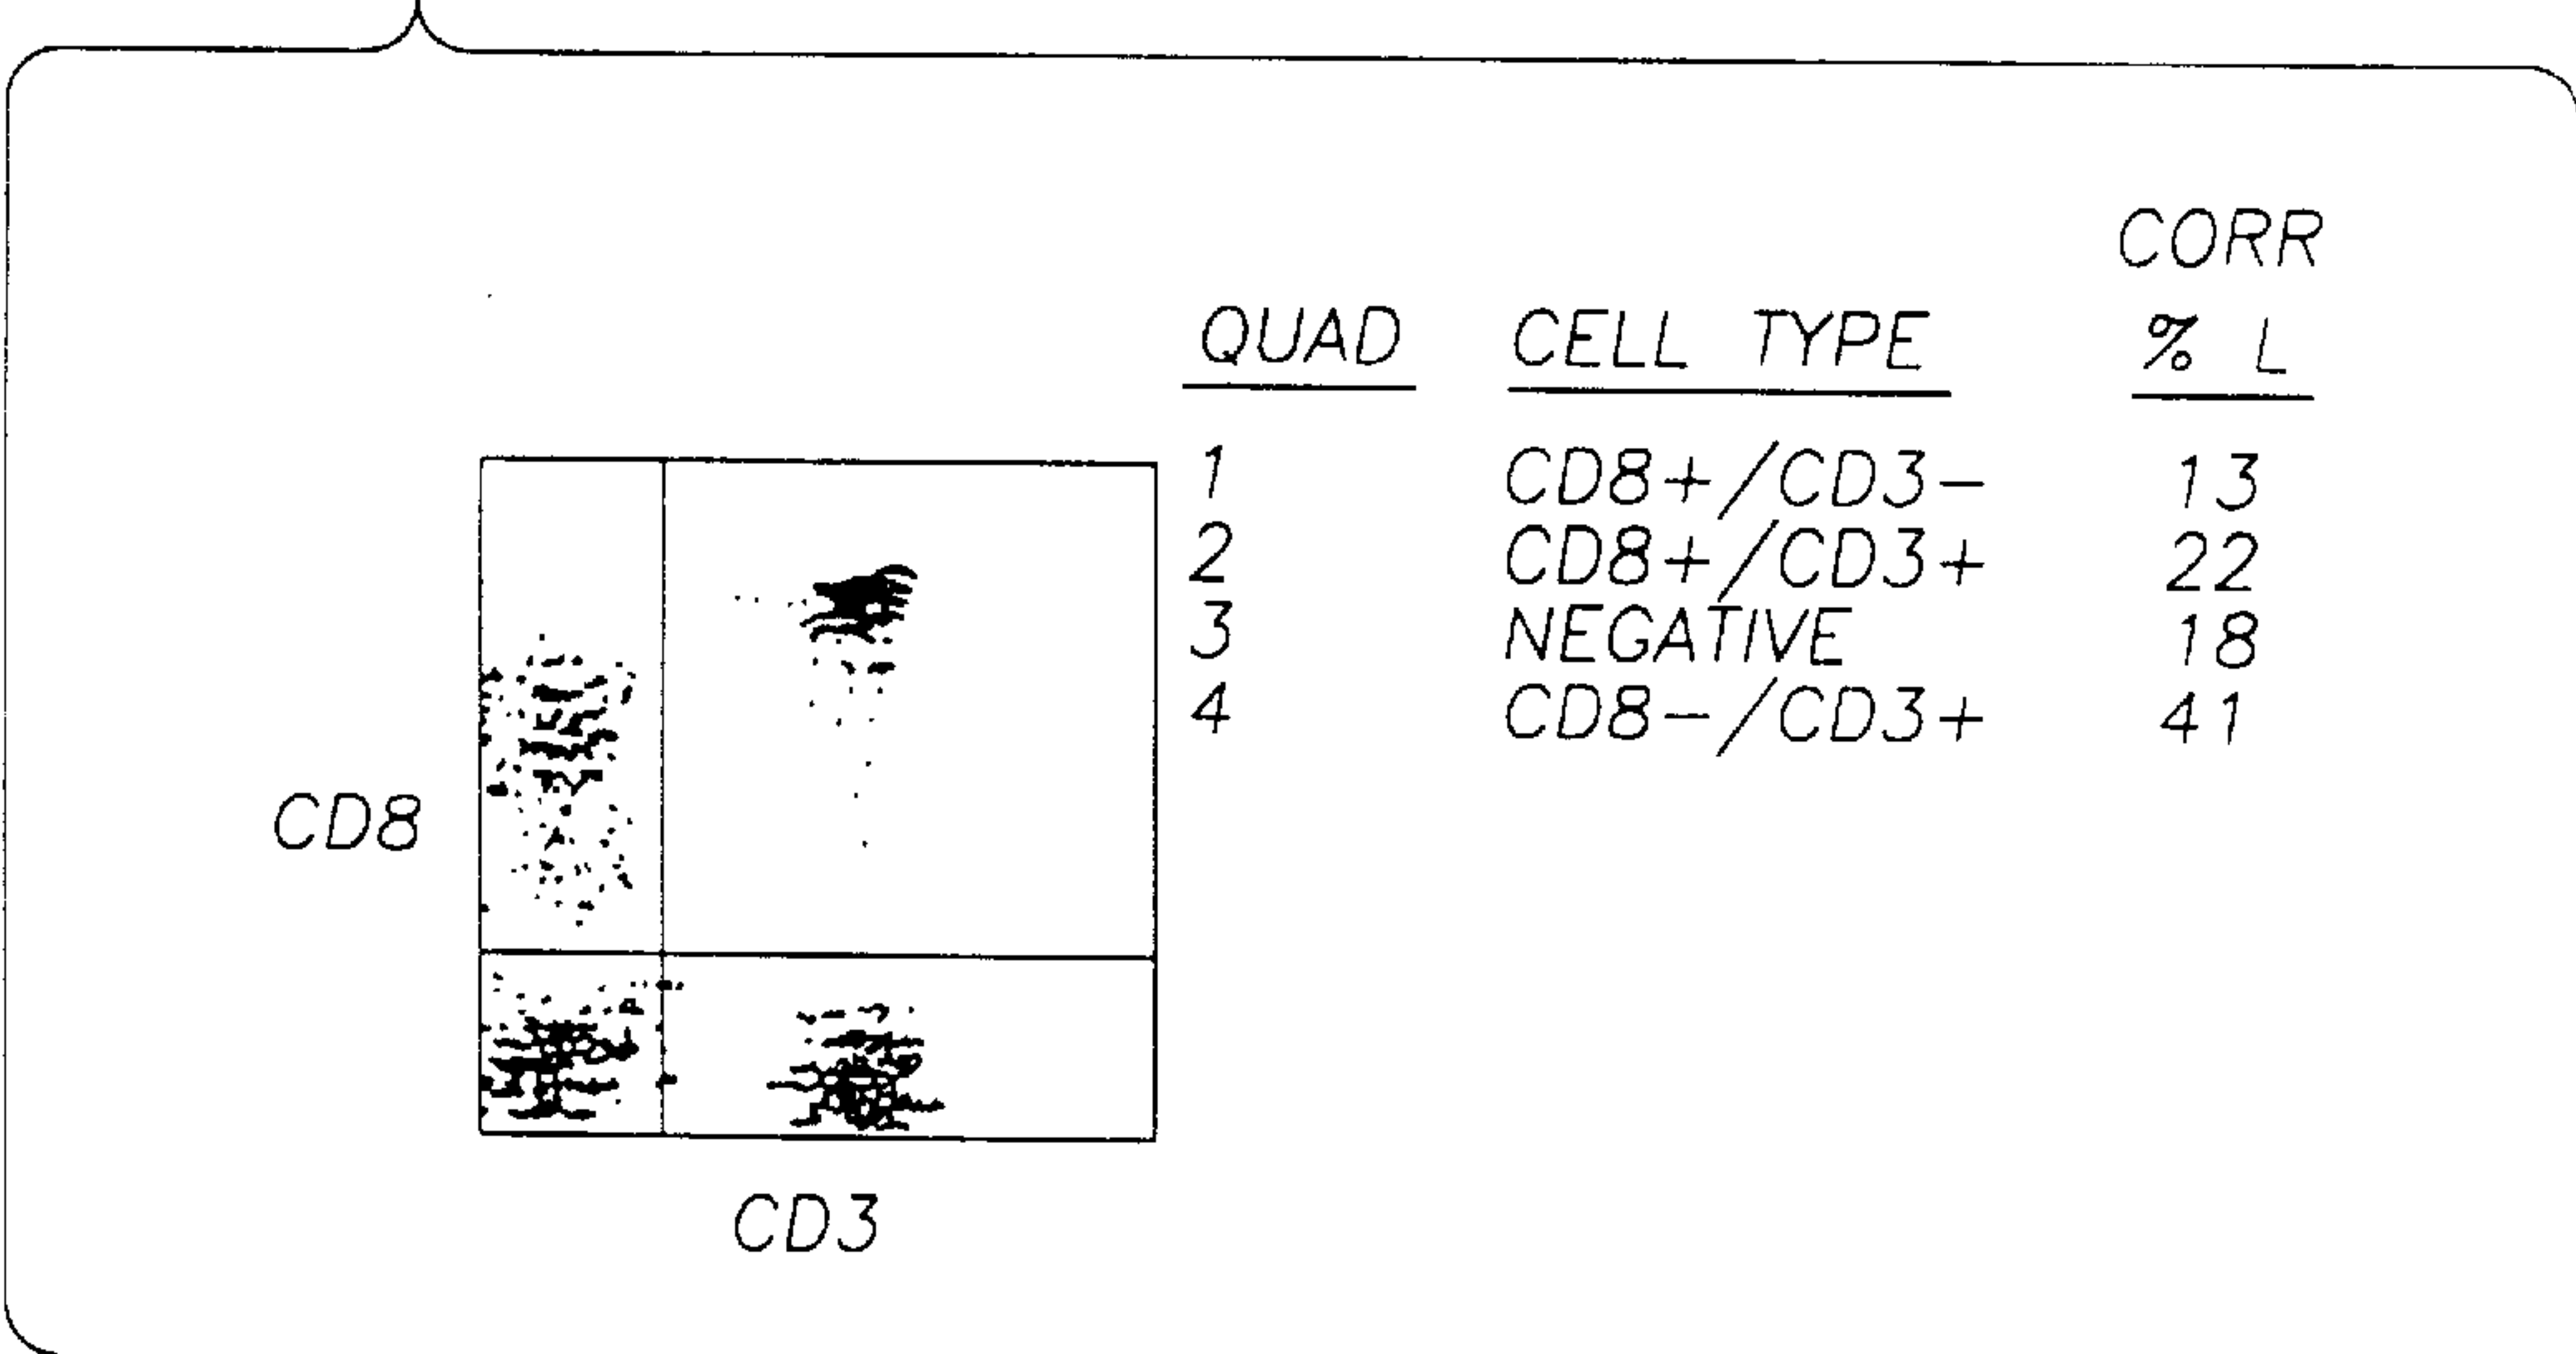 CORR
QUAD CELL TYPE % L
1 CD8+/CD3- 13
2 CD8+/CD3+ 22
3 NEGATIVE 18
4 CD8-/CD3+ 41
CD8
CD3